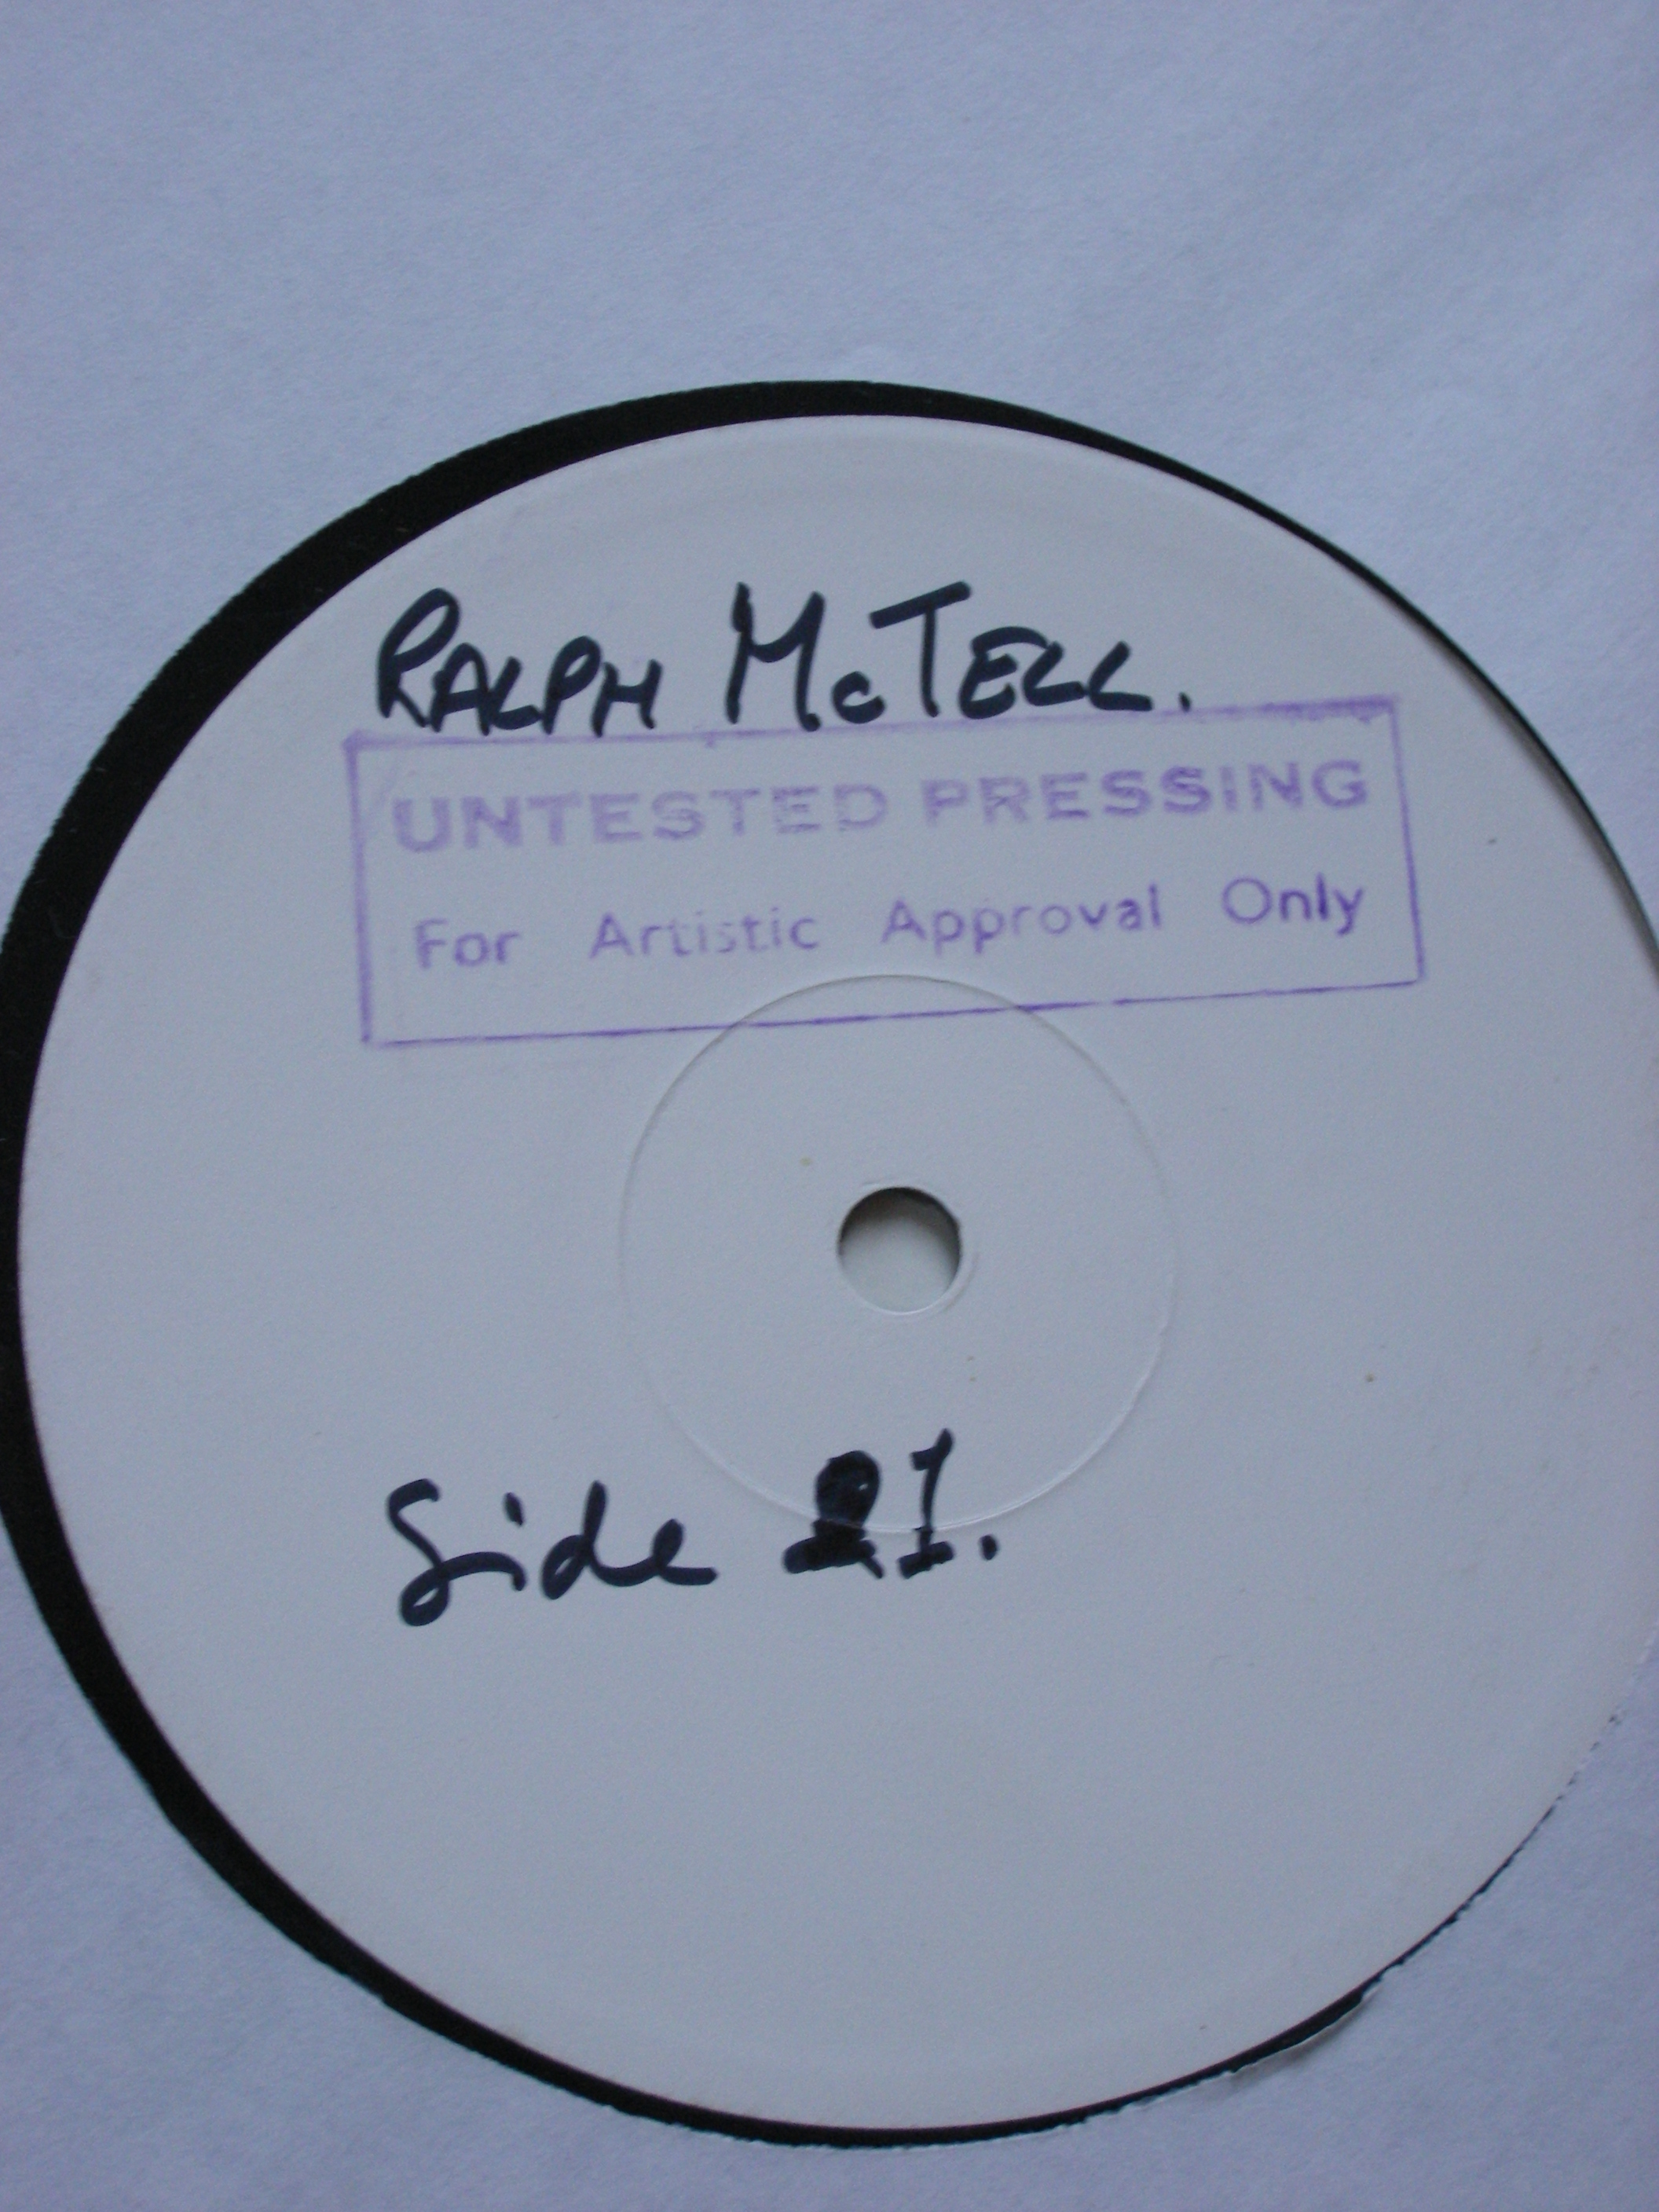 RALPH McTELL.
UNTESTED PRESSING
For Artistic Approval Only
Side 1.